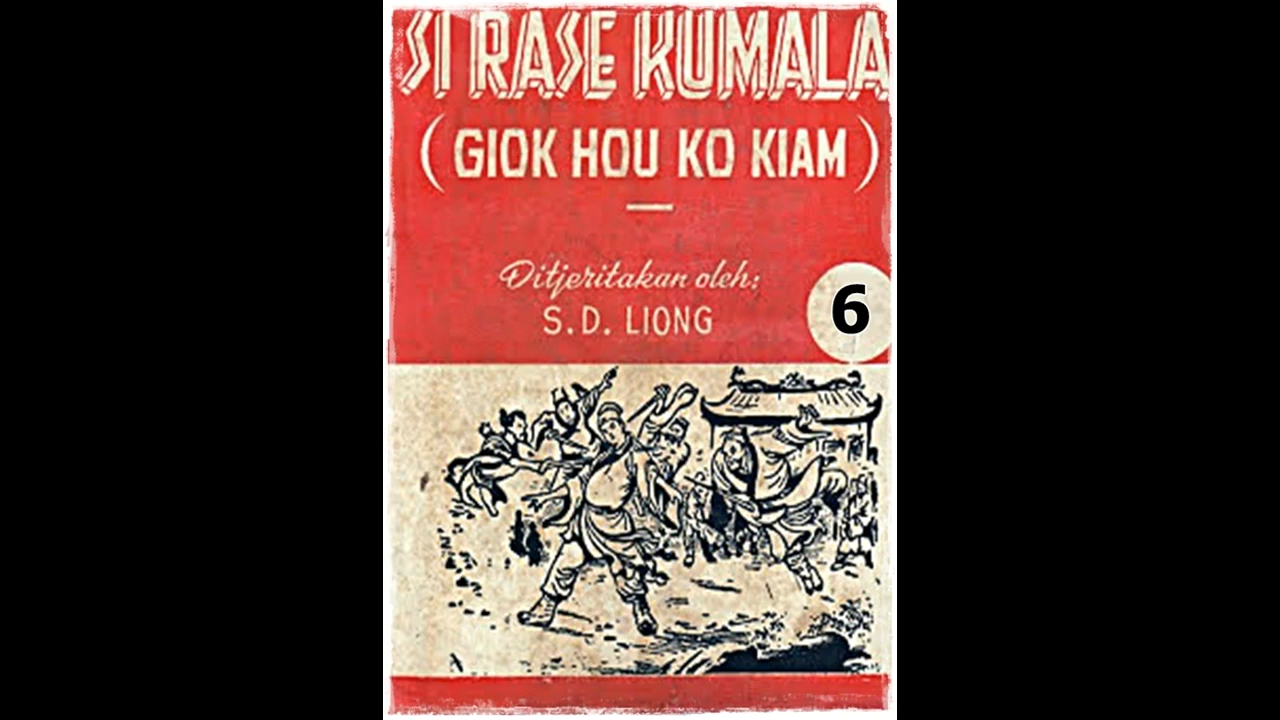 SI RASE KUMALA
(GIOK HOU KO KIAM)
Ditjeritakan oleh:
S.D. LIONG
6